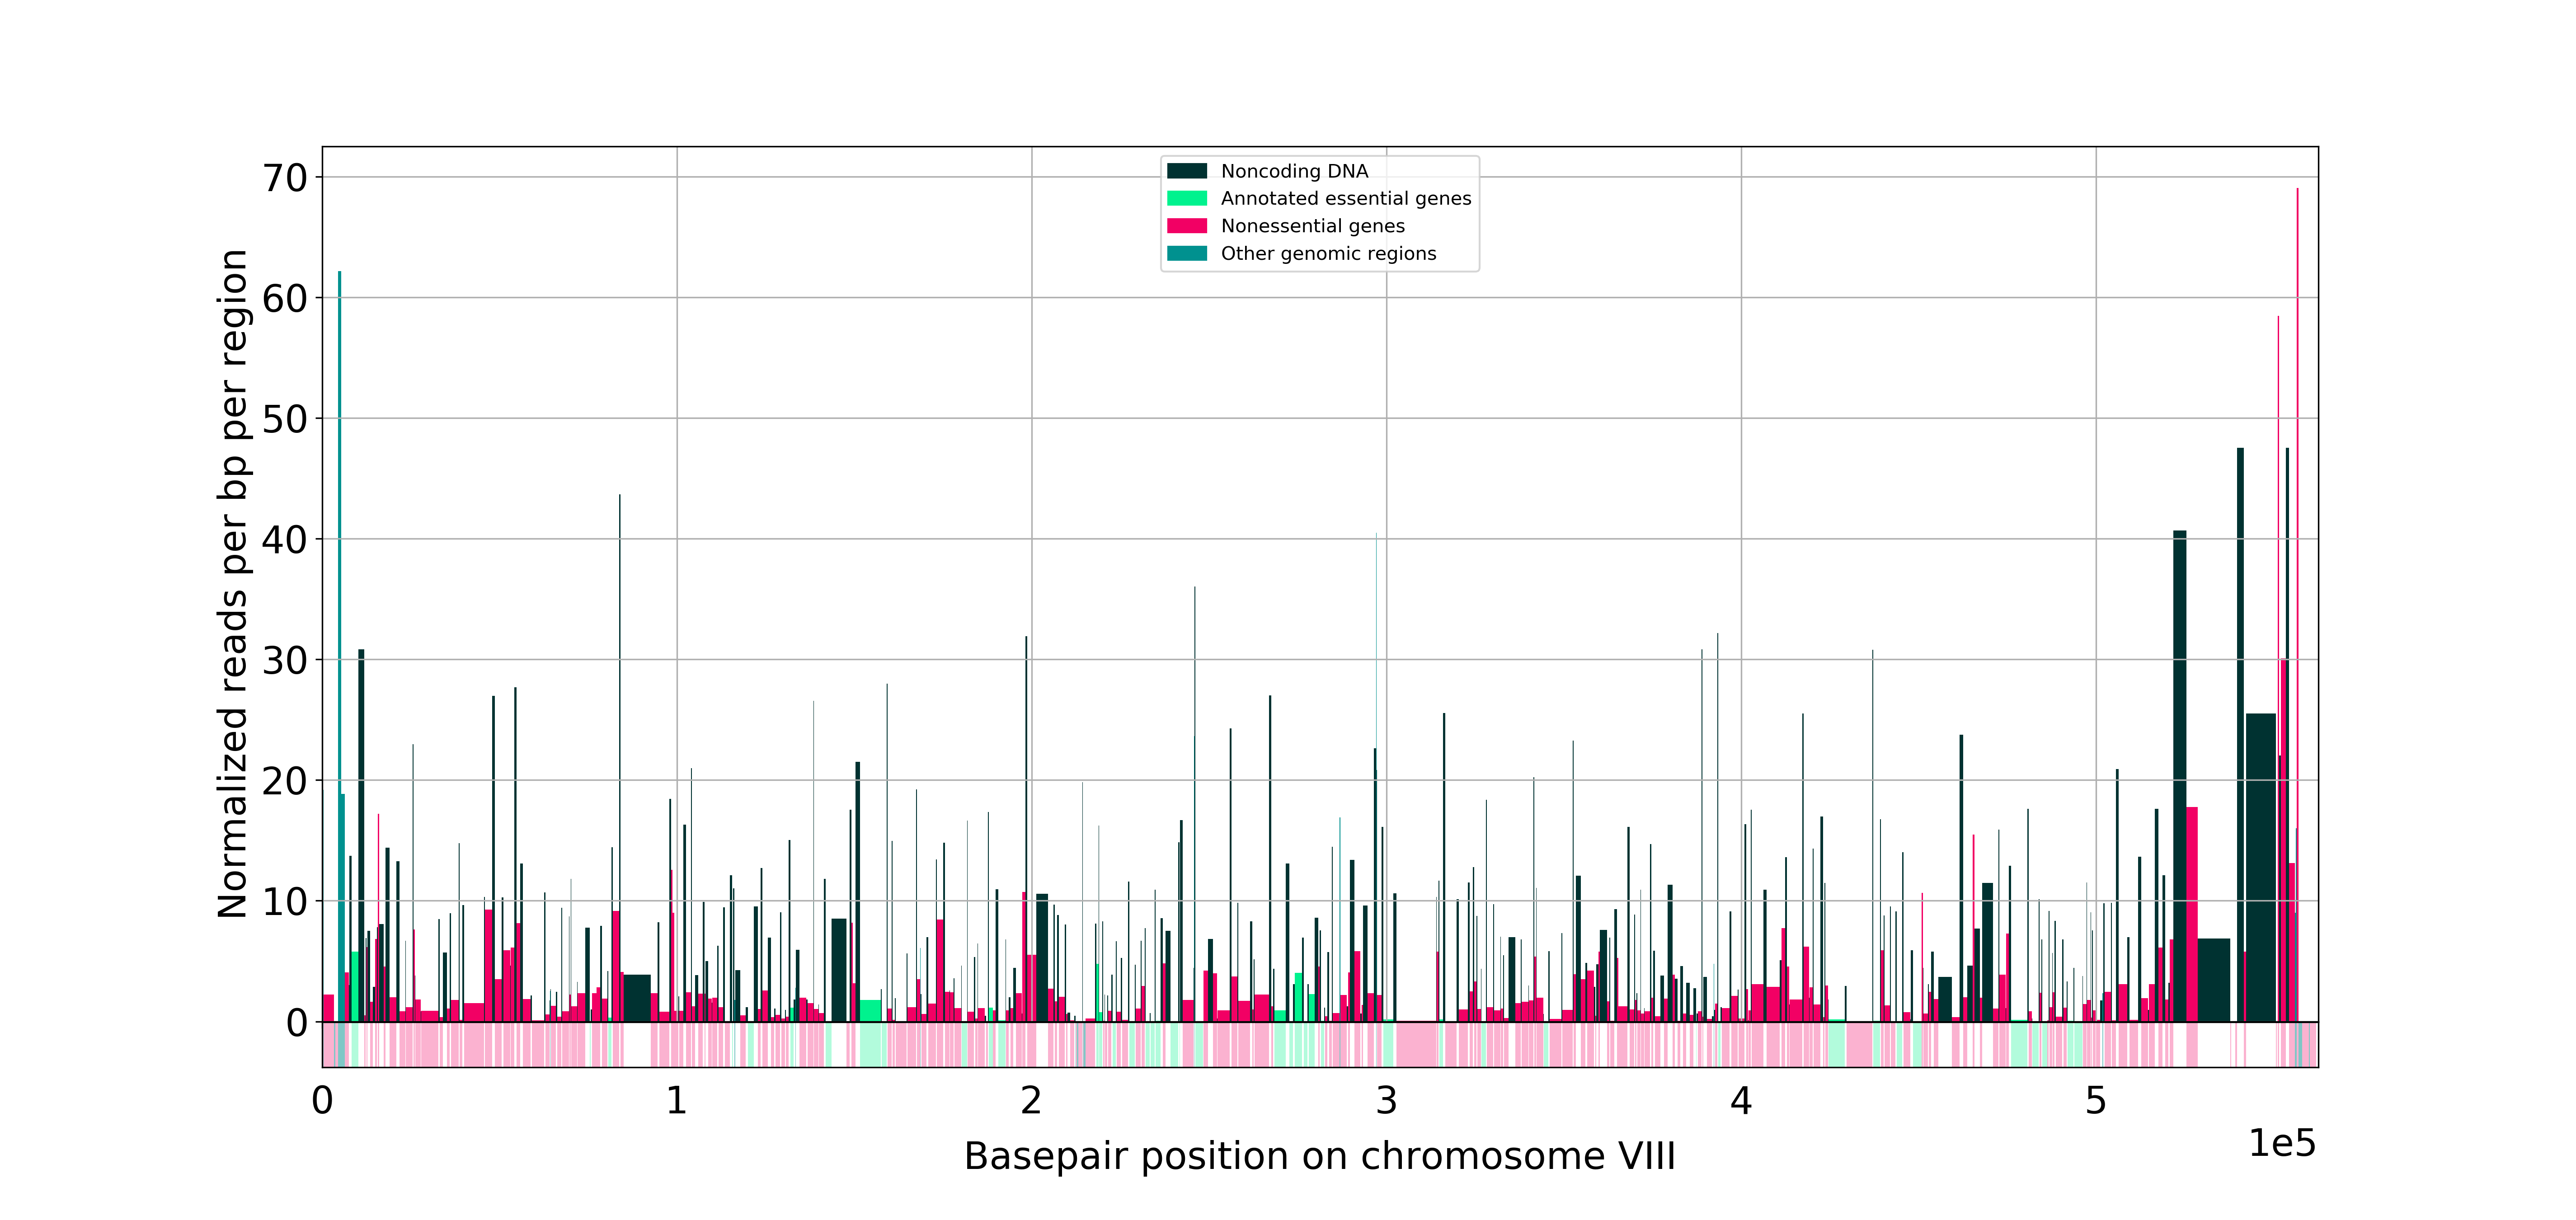 Noncoding DNA
Annotated essential genes
Nonessential genes
Other genomic regions
Normalized reads per bp per region
70
60
50
40
30
20
10
0
0 1 2 3 4 5
1e5
Basepair position on chromosome VIII